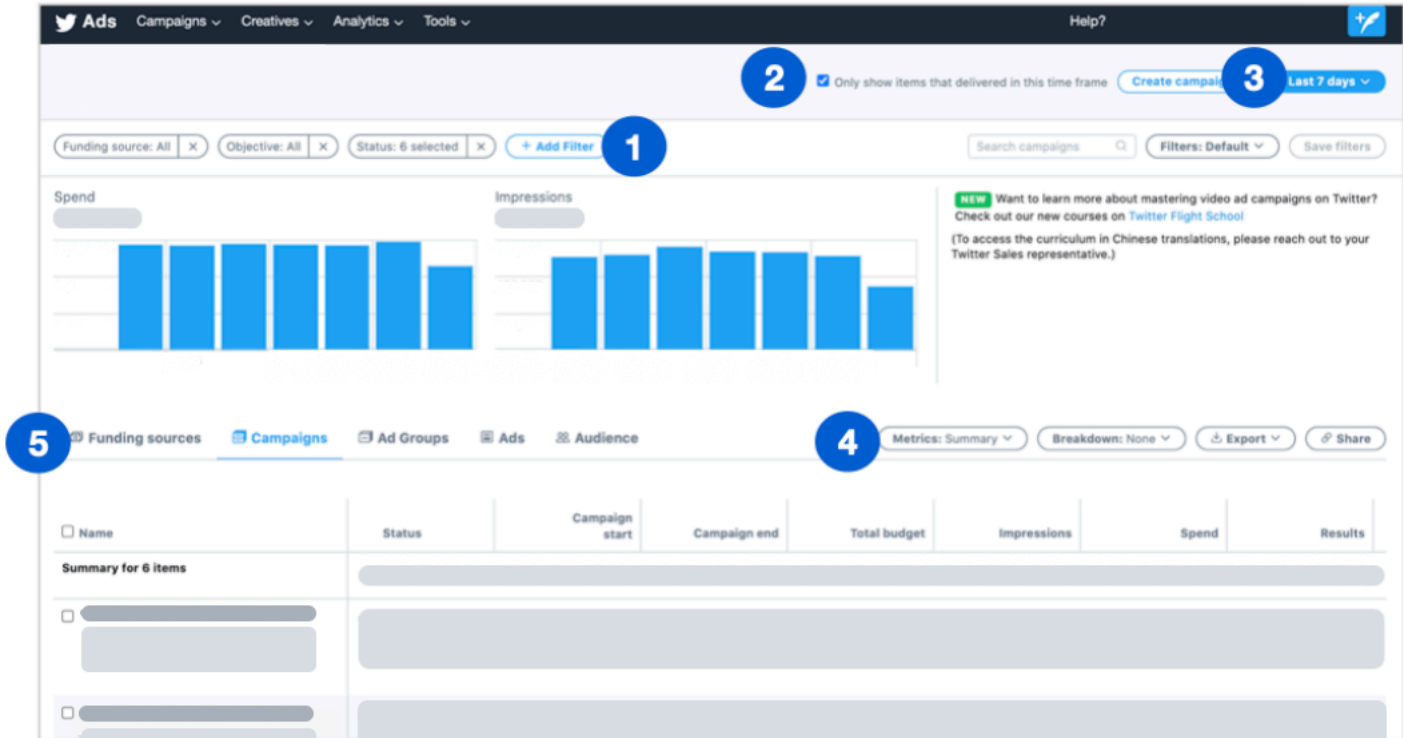 Ads Campaigns Creatives Analytics Tools Help?
2 Only show items that delivered in this time frame Create campai 3 Last 7 days
Funding source: All × Objective: All × Status: 6 selected × + Add Filter 1 Search campaigns Filters: Default Save filters
Spend
Impressions
NEW Want to learn more about mastering video ad campaigns on Twitter?
Check out our new courses on Twitter Flight School
(To access the curriculum in Chinese translations, please reach out to your
Twitter Sales representative.)
5 Funding sources Campaigns Ad Groups Ads Audience 4 Metrics: Summary Breakdown: None Export Share
Name Status Campaign start Campaign end Total budget Impressions Spend Results
Summary for 6 items